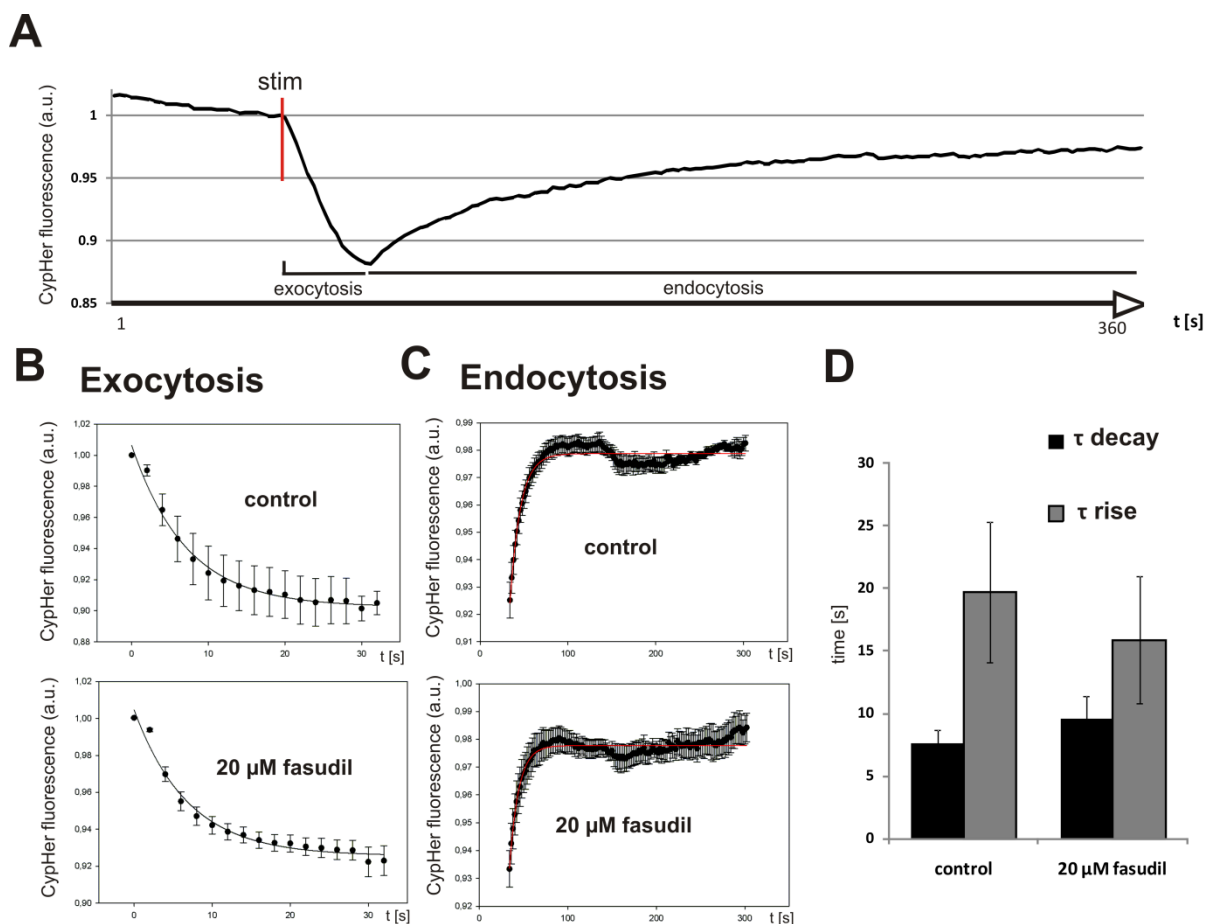 A
stim
CypHer fluorescence (a.u.)
1
0.95
0.9
0.85
exocytosis
endocytosis
1
360
t [s]
B Exocytosis
CypHer fluorescence (a.u.)
1,02
1,00
0,98
0,96
0,94
0,92
0,90
0,88
control
0
10
20
30
t [s]
CypHer fluorescence (a.u.)
1,02
1,00
0,98
0,96
0,94
0,92
0,90
20 µM fasudil
0
10
20
30
t [s]
C Endocytosis
CypHer fluorescence (a.u.)
0,99
0,98
0,97
0,96
0,95
0,94
0,93
0,92
0,91
control
0
100
200
300
t [s]
CypHer fluorescence (a.u.)
1,00
0,99
0,98
0,97
0,96
0,95
0,94
0,93
0,92
20 µM fasudil
0
100
200
300
t [s]
D
τ decay
τ rise
time [s]
30
25
20
15
10
5
0
control
20 µM fasudil